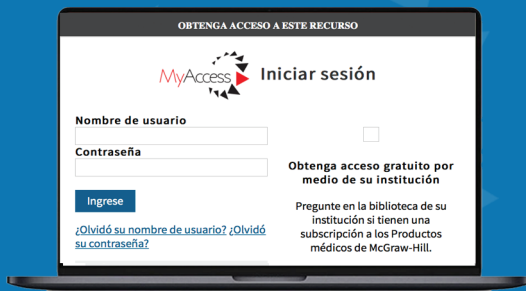 OBTENGA ACCESO A ESTE RECURSO
MyAccess Iniciar sesión
Nombre de usuario
Contraseña
Ingrese
¿Olvidó su nombre de usuario? ¿Olvidó
su contraseña?
Obtenga acceso gratuito por
medio de su institución
Pregunte en la biblioteca de su
institución si tienen una
subscripción a los Productos
médicos de McGraw-Hill.